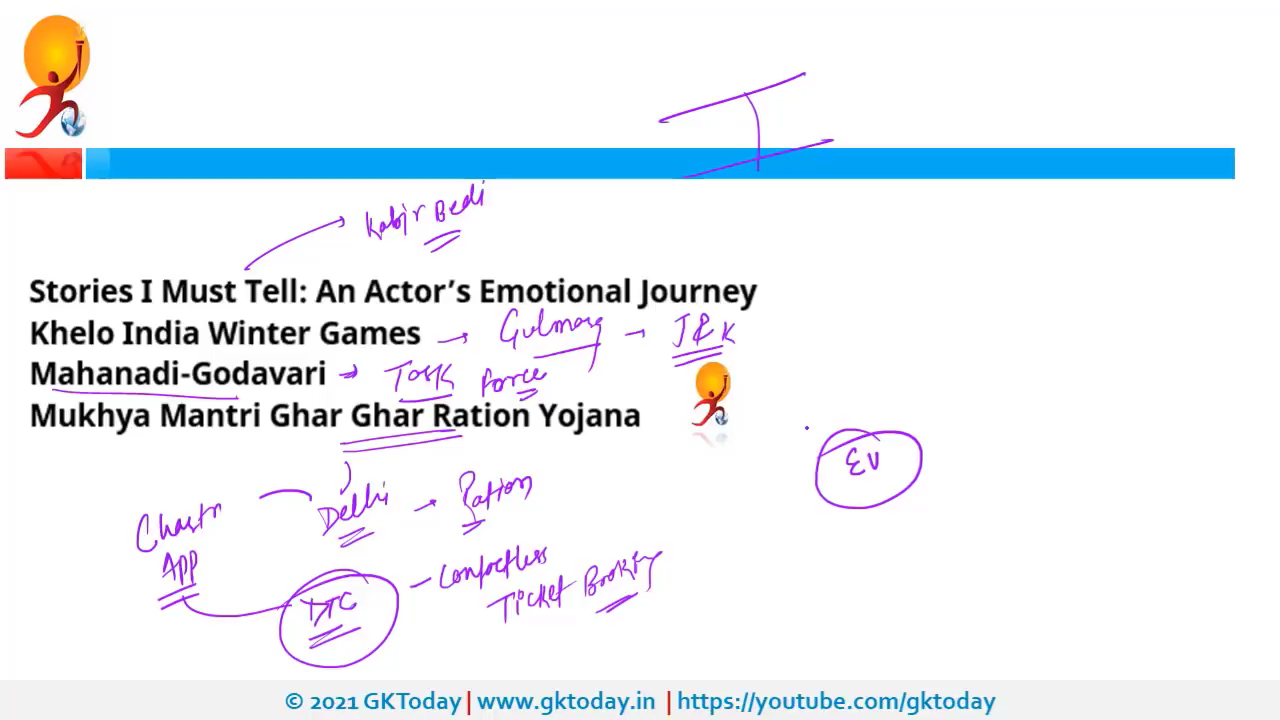 Kabir Bedi
Stories I Must Tell: An Actor’s Emotional Journey
Khelo India Winter Games → Gulmarg – J&K
Mahanadi-Godavari → Task force
Mukhya Mantri Ghar Ghar Ration Yojana
EV
Delhi → Ration
App
DTC – Contactless
Ticket Booking
© 2021 GKToday | www.gktoday.in | https://youtube.com/gktoday